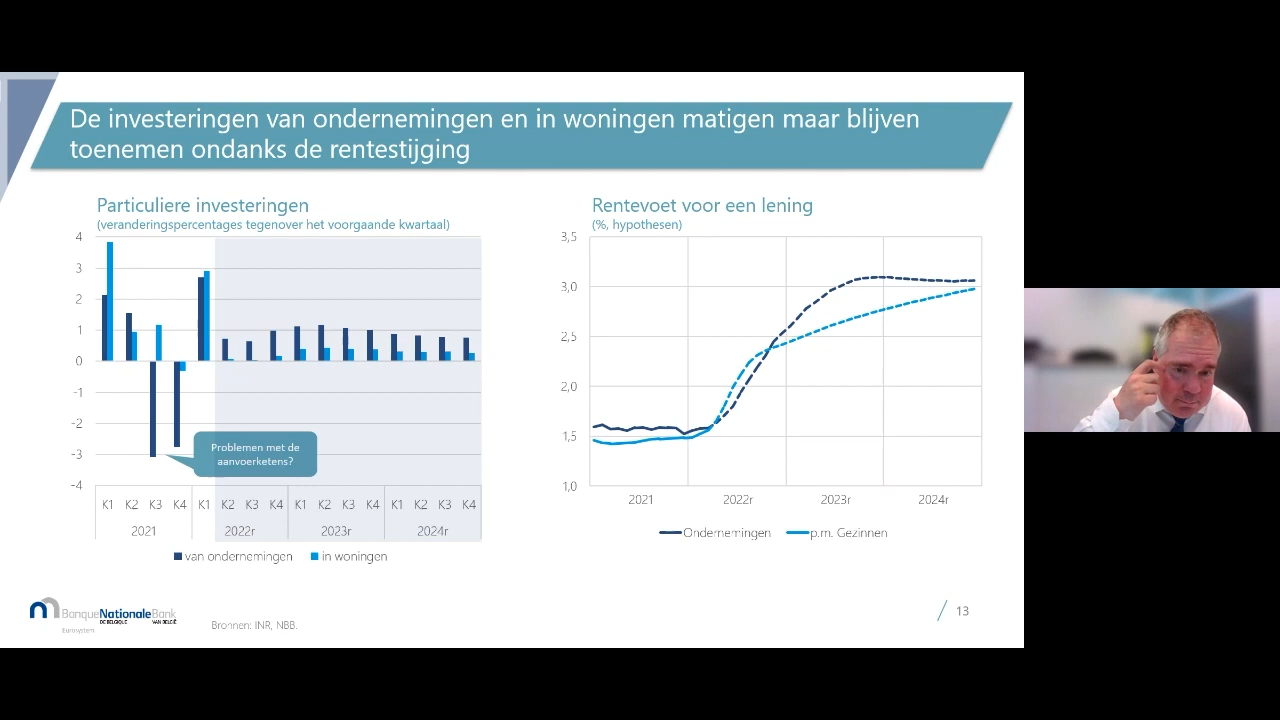 De investeringen van ondernemingen en in woningen matigen maar blijven
toenemen ondanks de rentestijging
Particuliere investeringen
(veranderingspercentages tegenover het voorgaande kwartaal)
4
3
2
1
0
-1
-2
-3
-4
Problemen met de
aanvoerketens?
K1 K2 K3 K4 K1 K2 K3 K4 K1 K2 K3 K4 K1 K2 K3 K4
2021 2022r 2023r 2024r
van ondernemingen in woningen
Rentevoet voor een lening
(%, hypothesen)
3,5
3,0
2,5
2,0
1,5
1,0
2021 2022r 2023r 2024r
Ondernemingen p.m. Gezinnen
BanqueNationaleBank
DE BELGIQUE VAN BELGIË
Eurosystem
Bronnen: INR, NBB.
13